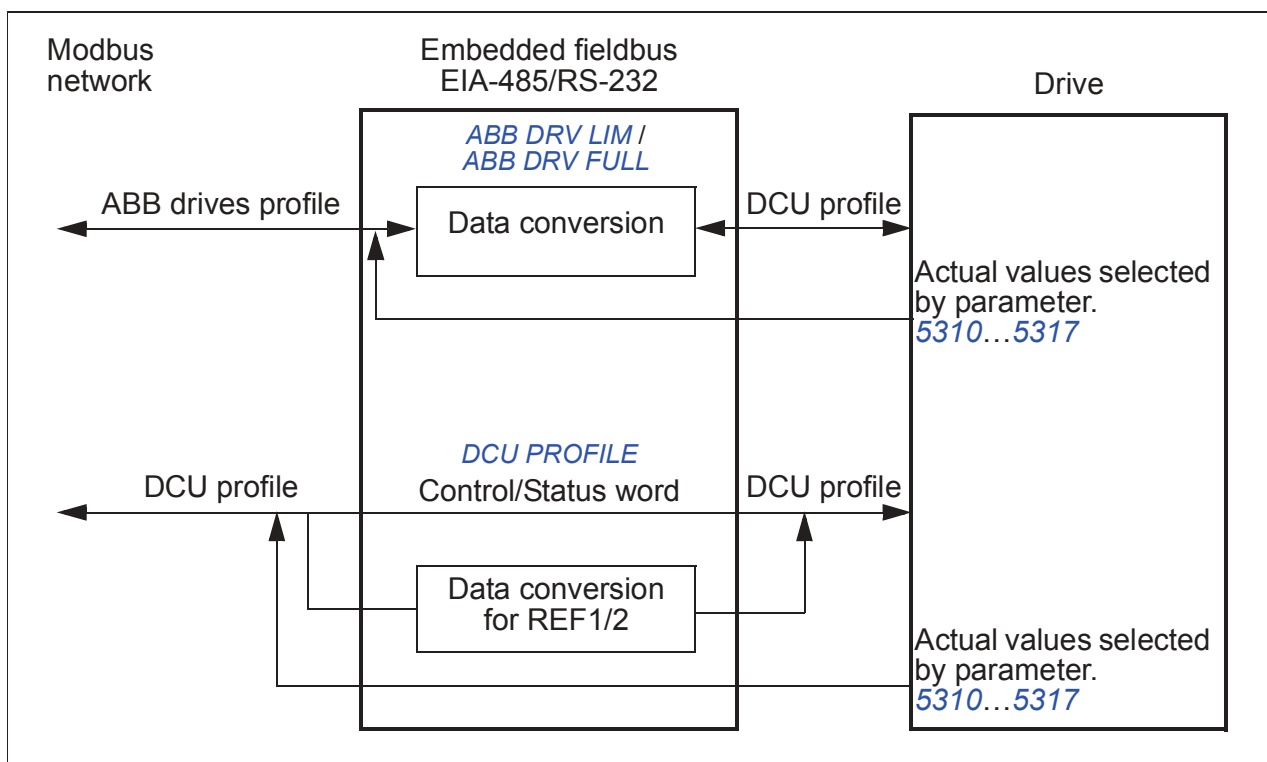 Modbus
network
Embedded fieldbus
EIA-485/RS-232
Drive
ABB DRV LIM /
ABB DRV FULL
ABB drives profile
Data conversion
DCU profile
Actual values selected
by parameter.
5310…5317
DCU PROFILE
DCU profile
Control/Status word
DCU profile
Data conversion
for REF1/2
Actual values selected
by parameter.
5310…5317